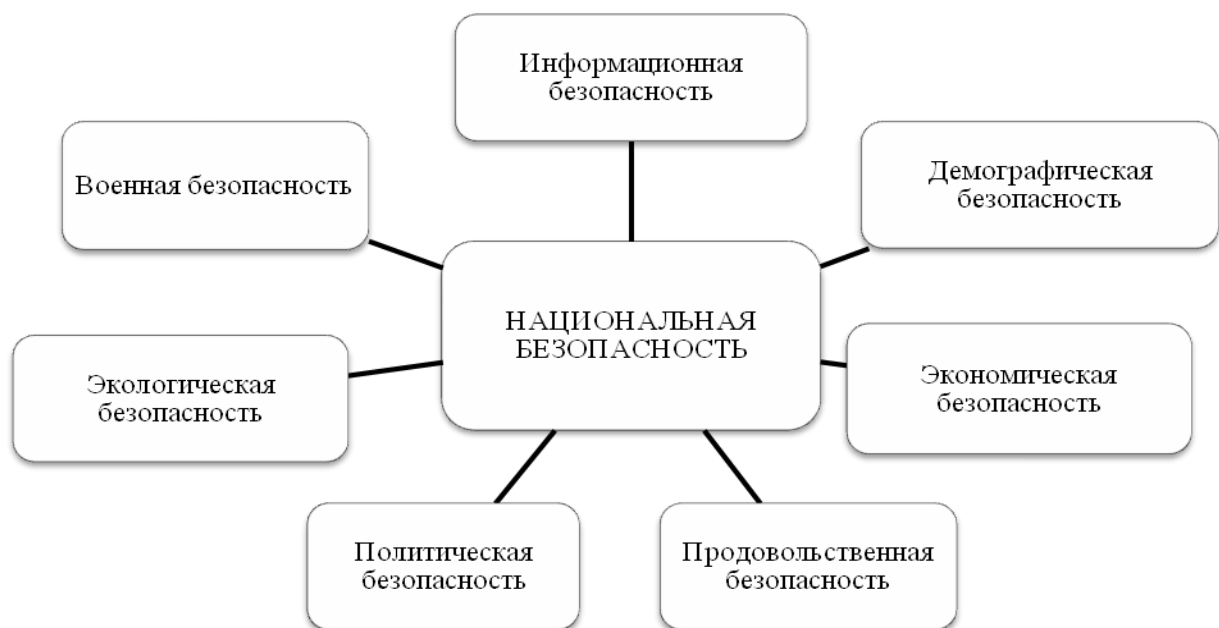 Информационная
безопасность
Военная безопасность
Демографическая
безопасность
НАЦИОНАЛЬНАЯ
БЕЗОПАСНОСТЬ
Экологическая
безопасность
Экономическая
безопасность
Политическая
безопасность
Продовольственная
безопасность